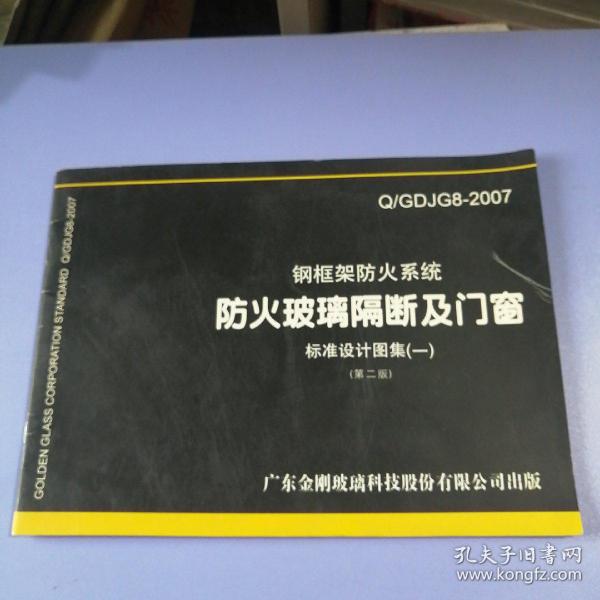 Q/GDJG8-2007
钢框架防火系统
防火玻璃隔断及门窗
标准设计图集(一)
(第二版)
广东金刚玻璃科技股份有限公司出版
GOLDEN GLASS CORPORATION STANDARD Q/GDJG8-2007
孔夫子旧书网
www.kongfz.com